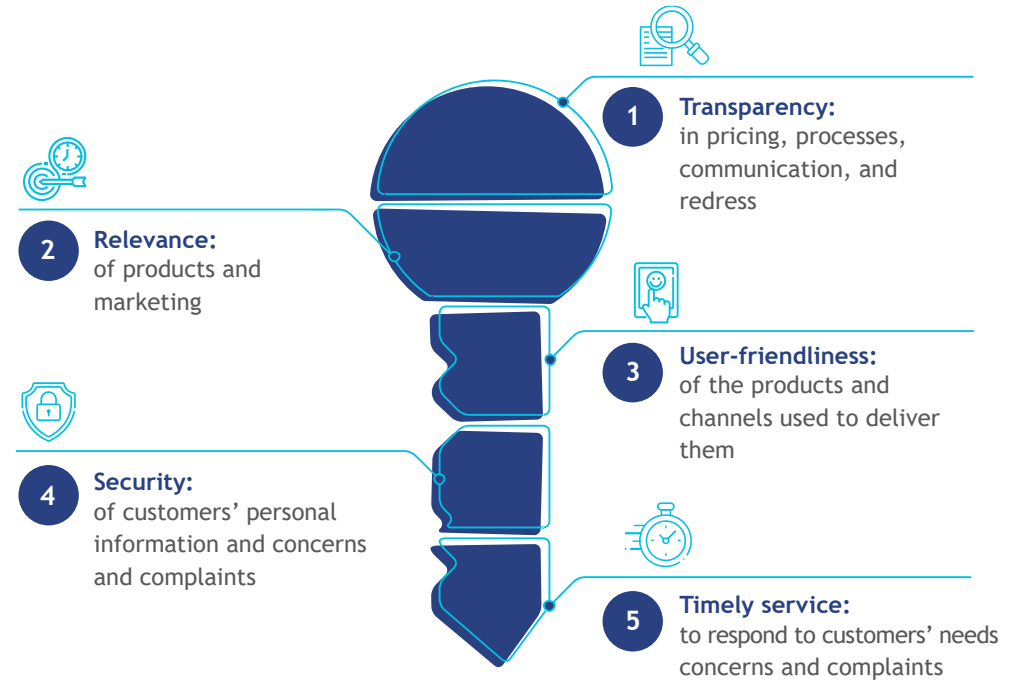 1
Transparency:
in pricing, processes,
communication, and
redress
2
Relevance:
of products and
marketing
3
User-friendliness:
of the products and
channels used to deliver
them
4
Security:
of customers’ personal
information and concerns
and complaints
5
Timely service:
to respond to customers’ needs
concerns and complaints